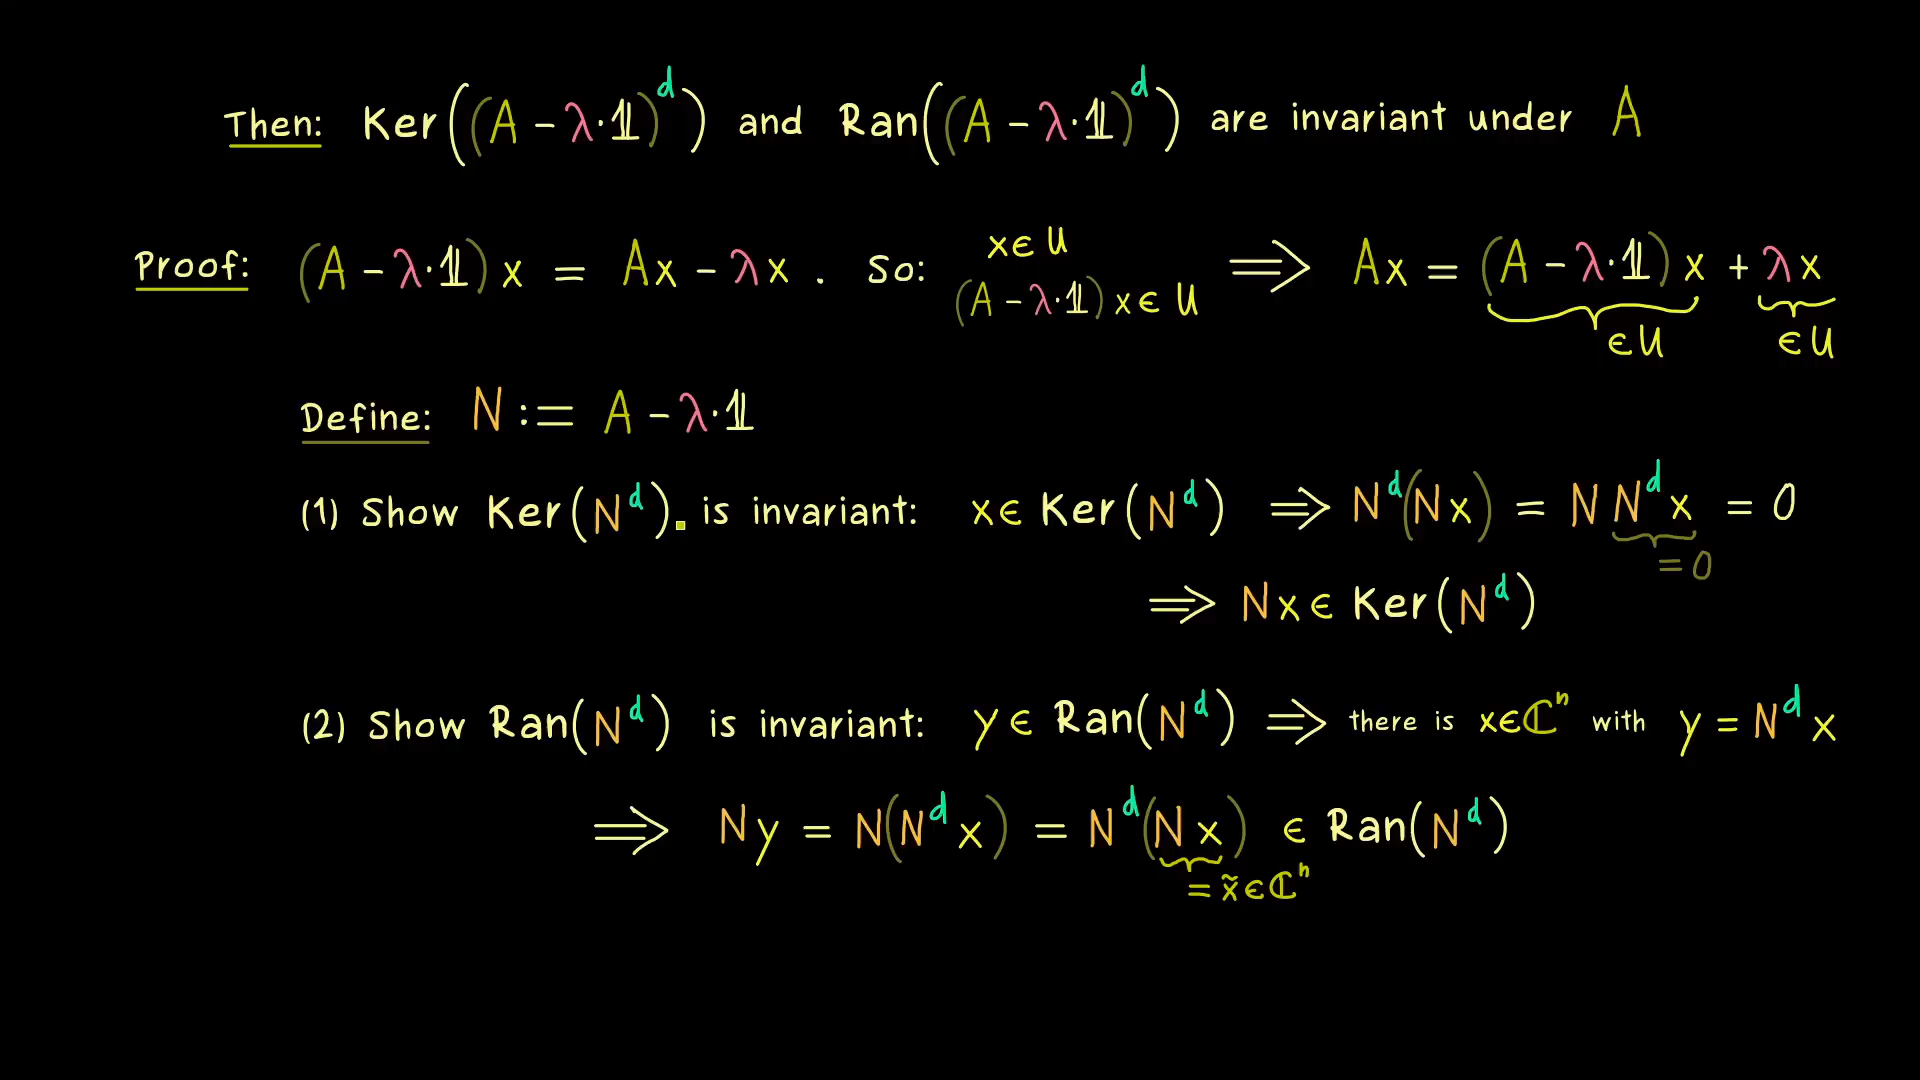 Then: Ker((A - λ·𝟙)^d) and Ran((A - λ·𝟙)^d) are invariant under A
Proof: (A - λ·𝟙)x = Ax - λx . So: x∈U (A - λ·𝟙)x∈U ⟹ Ax = (A - λ·𝟙)x + λx
∈U ∈U
Define: N := A - λ·𝟙
(1) Show Ker(N^d) is invariant: x∈ Ker(N^d) ⟹ N^d(Nx) = N N^d x = 0
= 0
⟹ Nx∈ Ker(N^d)
(2) Show Ran(N^d) is invariant: y∈ Ran(N^d) ⟹ there is x∈ℂ^n with y = N^d x
⟹ Ny = N(N^d x) = N^d(Nx) ∈ Ran(N^d)
= x̃∈ℂ^n